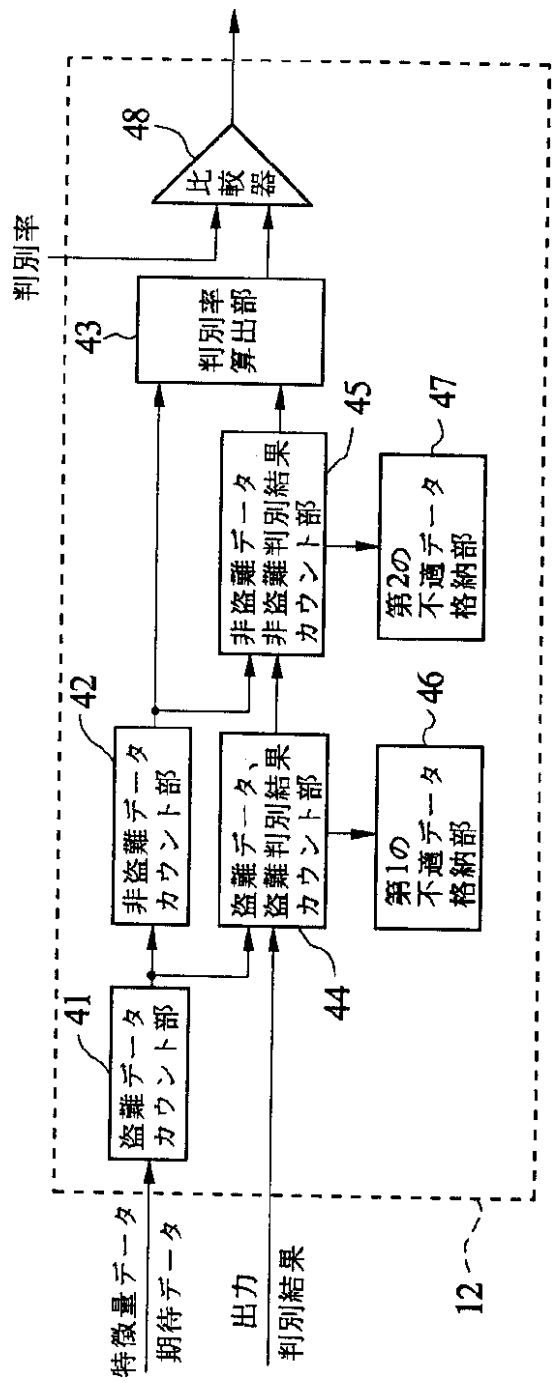 特徴量データ
期待データ
出力
判別結果
41
盗難データ
カウント部
42
非盗難データ
カウント部
盗難データ、
盗難判別結果
カウント部
44
第1の
不適データ
格納部
46
非盗難データ
非盗難判別結果
カウント部
45
第2の
不適データ
格納部
47
43
判別率
算出部
判別率
比較器
48
12